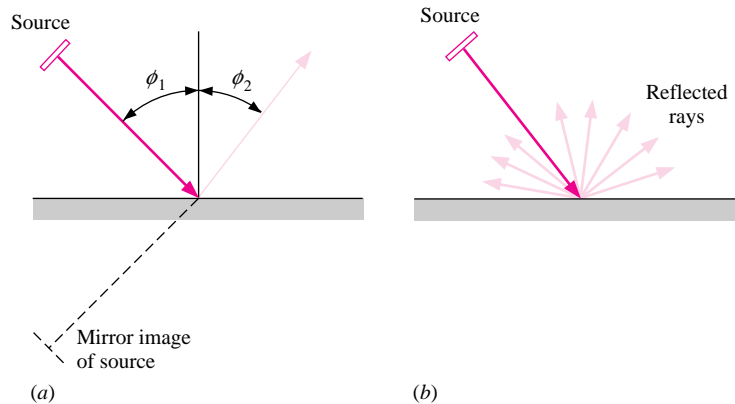 Source
ϕ1
ϕ2
Mirror image
of source
(a)
Source
Reflected
rays
(b)